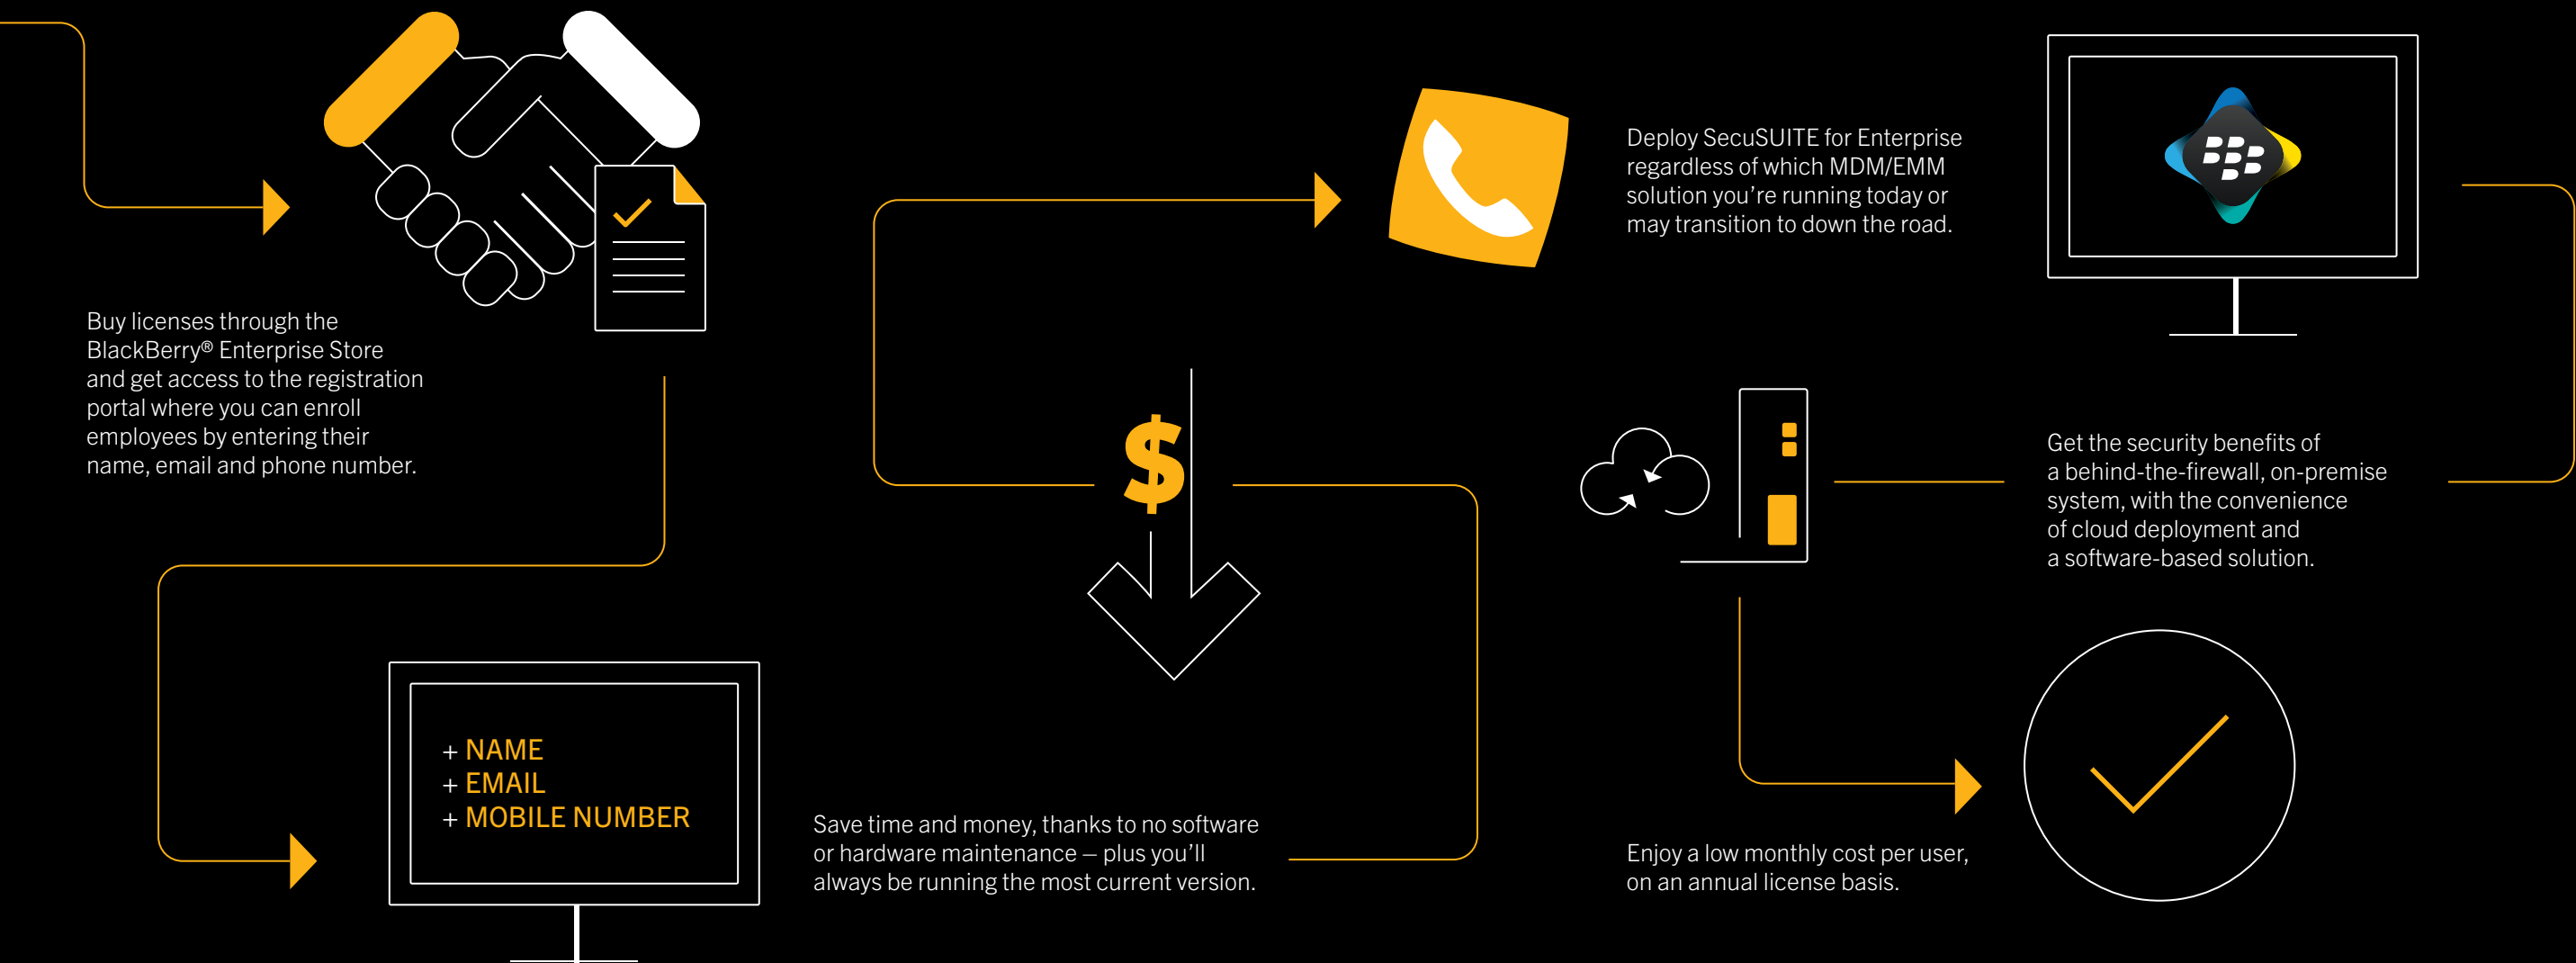 Buy licenses through the
BlackBerry® Enterprise Store
and get access to the registration
portal where you can enroll
employees by entering their
name, email and phone number.
+ NAME
+ EMAIL
+ MOBILE NUMBER
Save time and money, thanks to no software
or hardware maintenance – plus you’ll
always be running the most current version.
$
Deploy SecuSUITE for Enterprise
regardless of which MDM/EMM
solution you’re running today or
may transition to down the road.
Get the security benefits of
a behind-the-firewall, on-premise
system, with the convenience
of cloud deployment and
a software-based solution.
Enjoy a low monthly cost per user,
on an annual license basis.